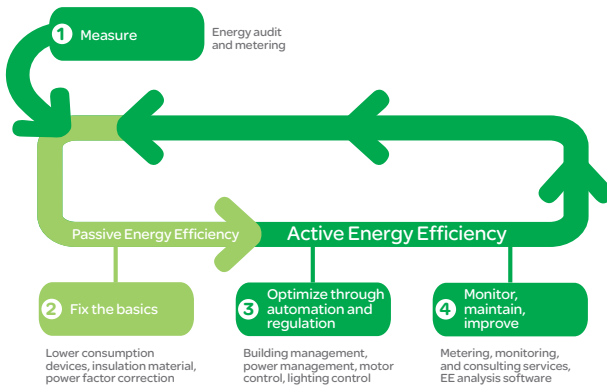 1 Measure
Energy audit
and metering
Passive Energy Efficiency
Active Energy Efficiency
2 Fix the basics
Lower consumption
devices, insulation material,
power factor correction
3 Optimize through
automation and
regulation
Building management,
power management, motor
control, lighting control
4 Monitor,
maintain,
improve
Metering, monitoring,
and consulting services,
EE analysis software